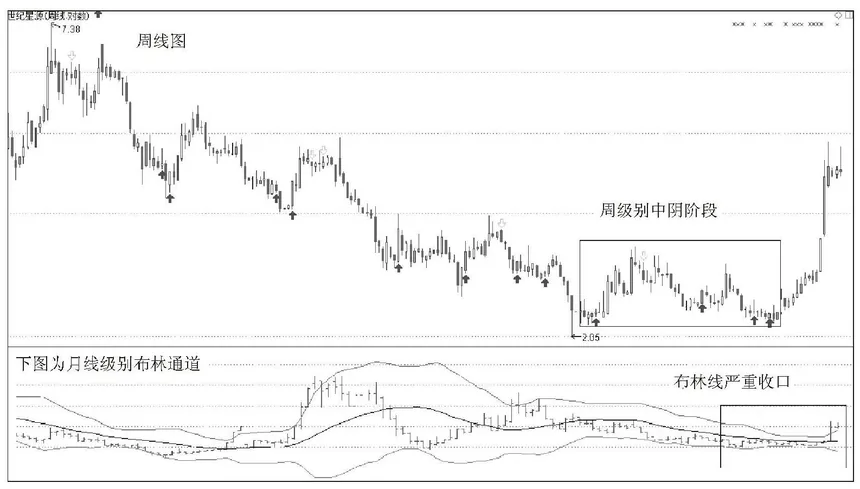 世纪星源(周线.对数)
7.38
周线图
周级别中阴阶段
2.05
下图为月线级别布林通道
布林线严重收口